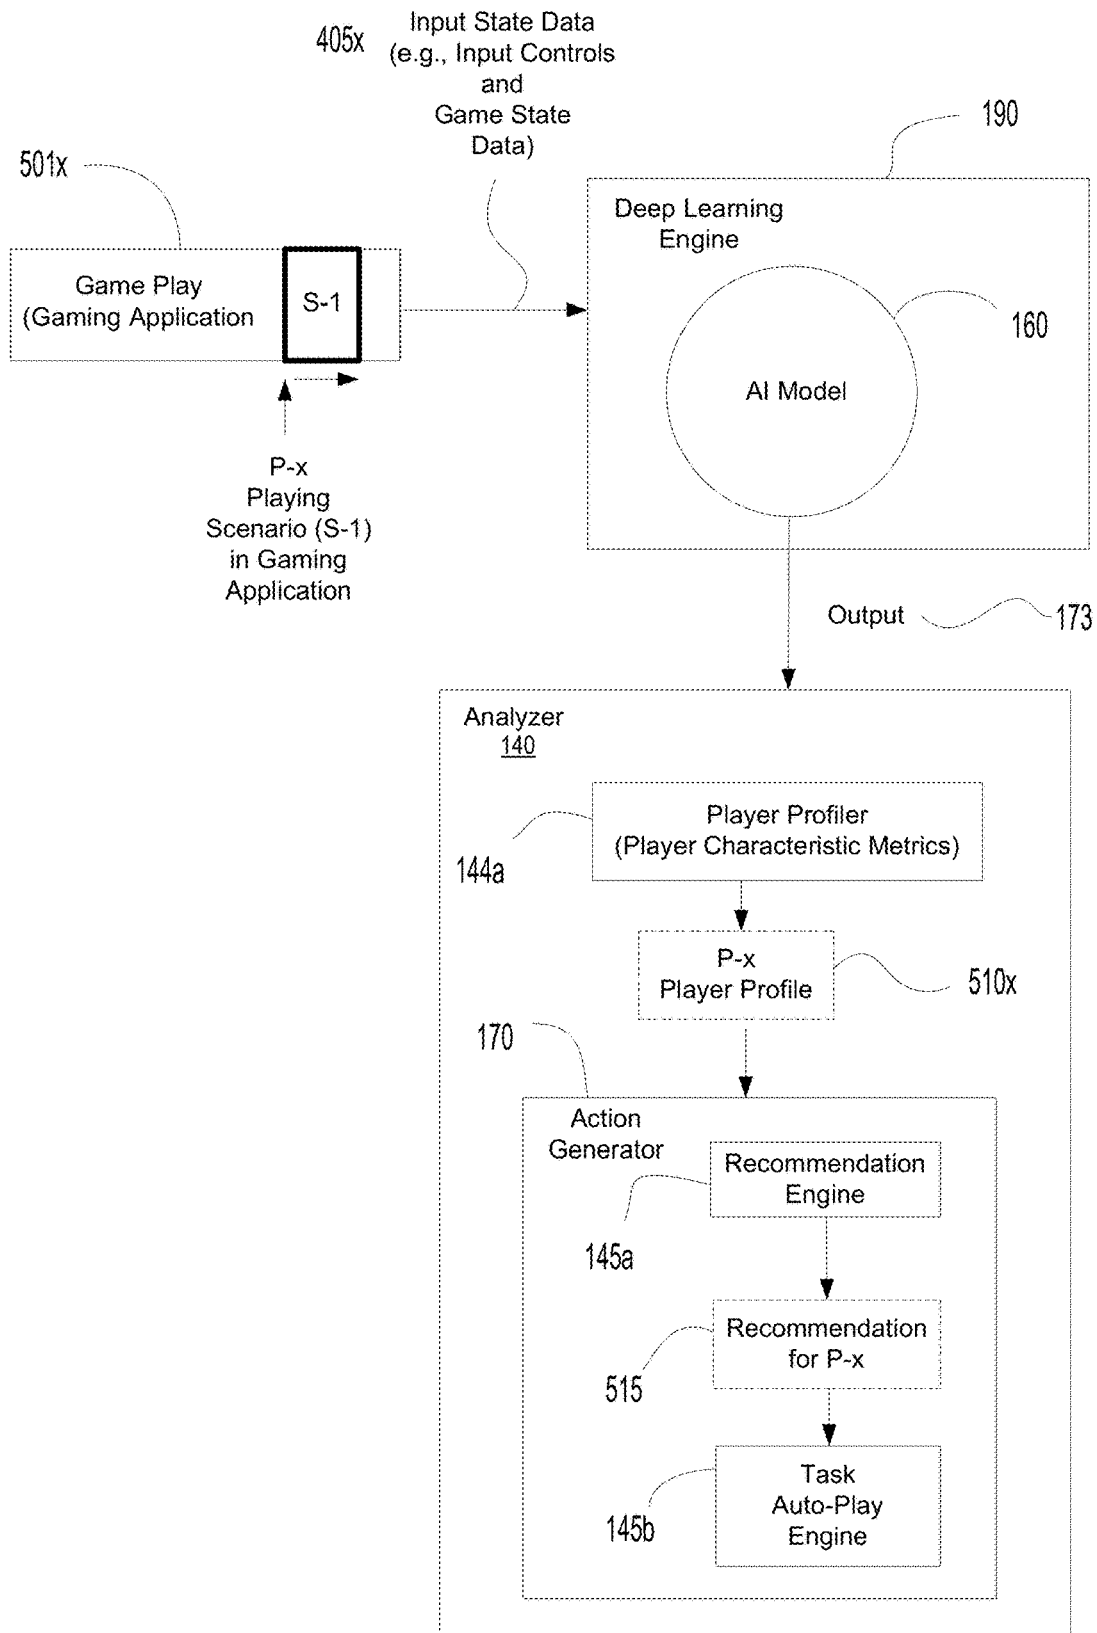 405x
Input State Data
(e.g., Input Controls
and
Game State
Data)
501x
190
Deep Learning
Engine
Game Play
(Gaming Application
S-1
160
AI Model
P-x
Playing
Scenario (S-1)
in Gaming
Application
Output
173
Analyzer
140
Player Profiler
(Player Characteristic Metrics)
144a
P-x
Player Profile
510x
170
Action
Generator
Recommendation
Engine
145a
Recommendation
for P-x
515
Task
Auto-Play
Engine
145b